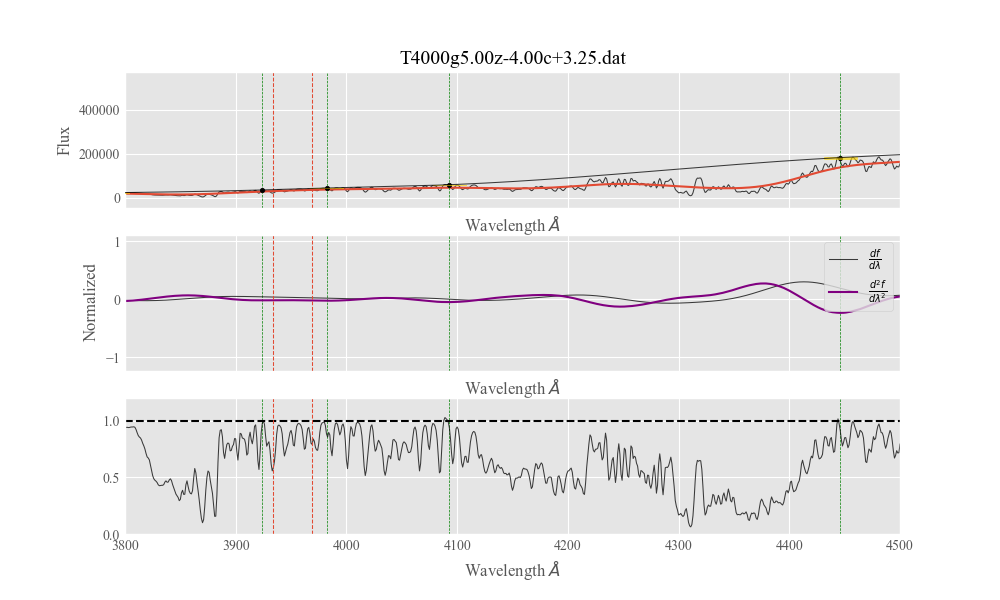 T4000g5.00z-4.00c+3.25.dat
400000
200000
0
Flux
Wavelength Å
1
0
−1
Normalized
df/dλ
d²f/dλ²
Wavelength Å
1.0
0.5
0.0
3800 3900 4000 4100 4200 4300 4400 4500
Wavelength Å